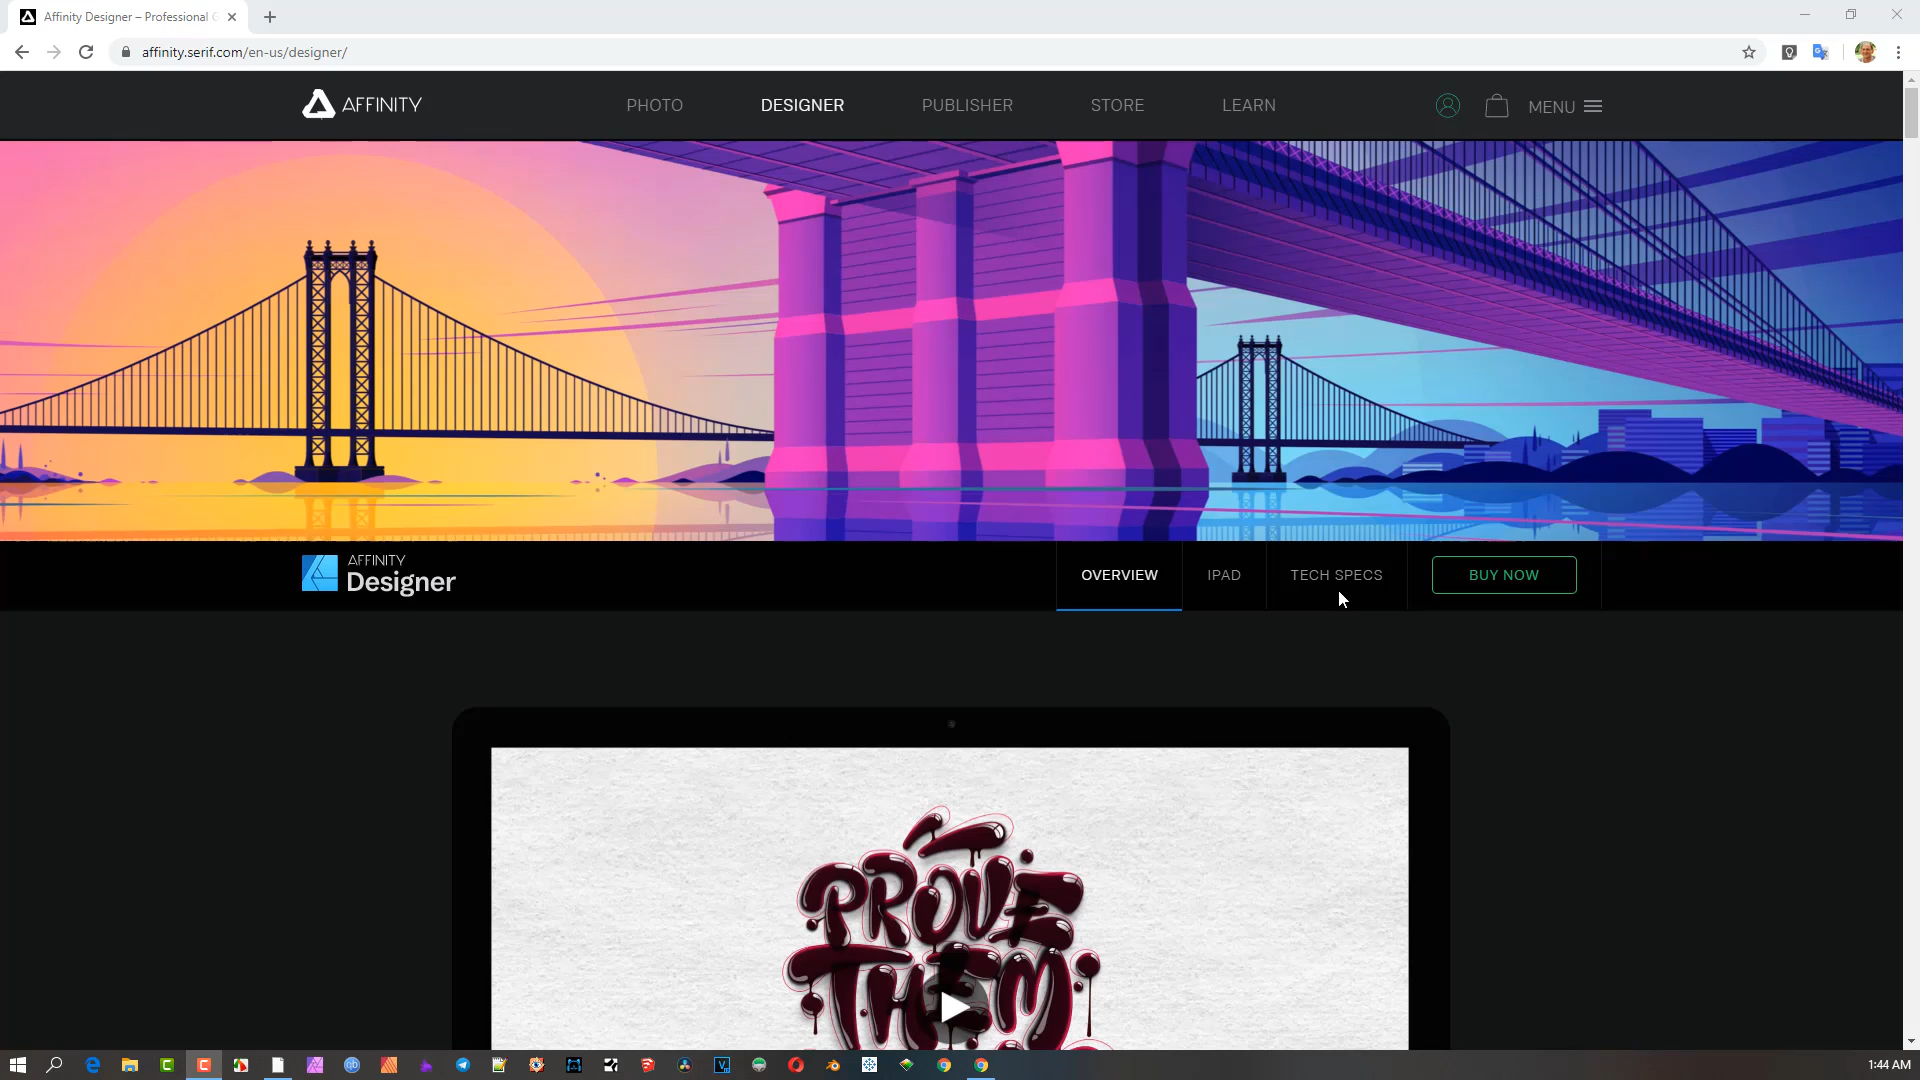 Affinity Designer – Professional G
affinity.serif.com/en-us/designer/
AFFINITY
PHOTO
DESIGNER
PUBLISHER
STORE
LEARN
MENU
AFFINITY
Designer
OVERVIEW
IPAD
TECH SPECS
BUY NOW
PROVE
THEM
1:44 AM